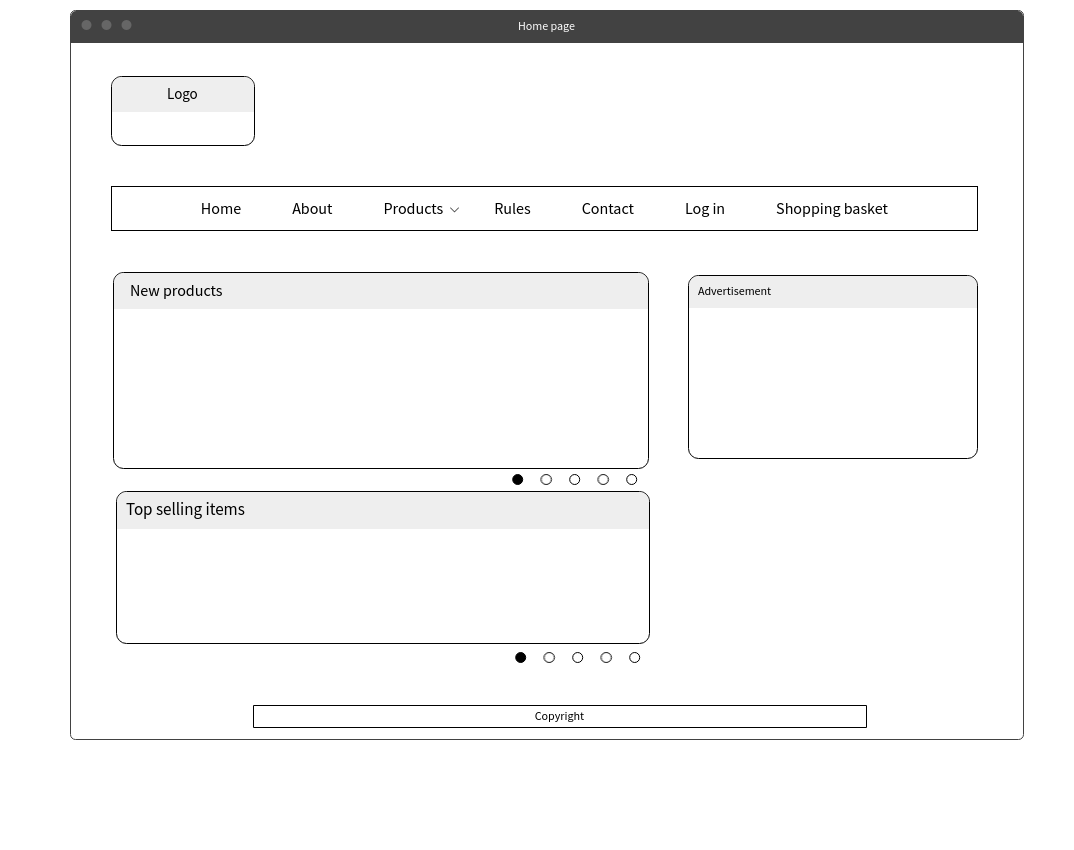 Home page
Logo
Home About Products Rules Contact Log in Shopping basket
New products
Advertisement
Top selling items
Copyright